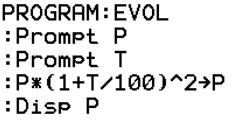 PROGRAM:EVOL
:Prompt P
:Prompt T
:P*(1+T/100)^2→P
:Disp P